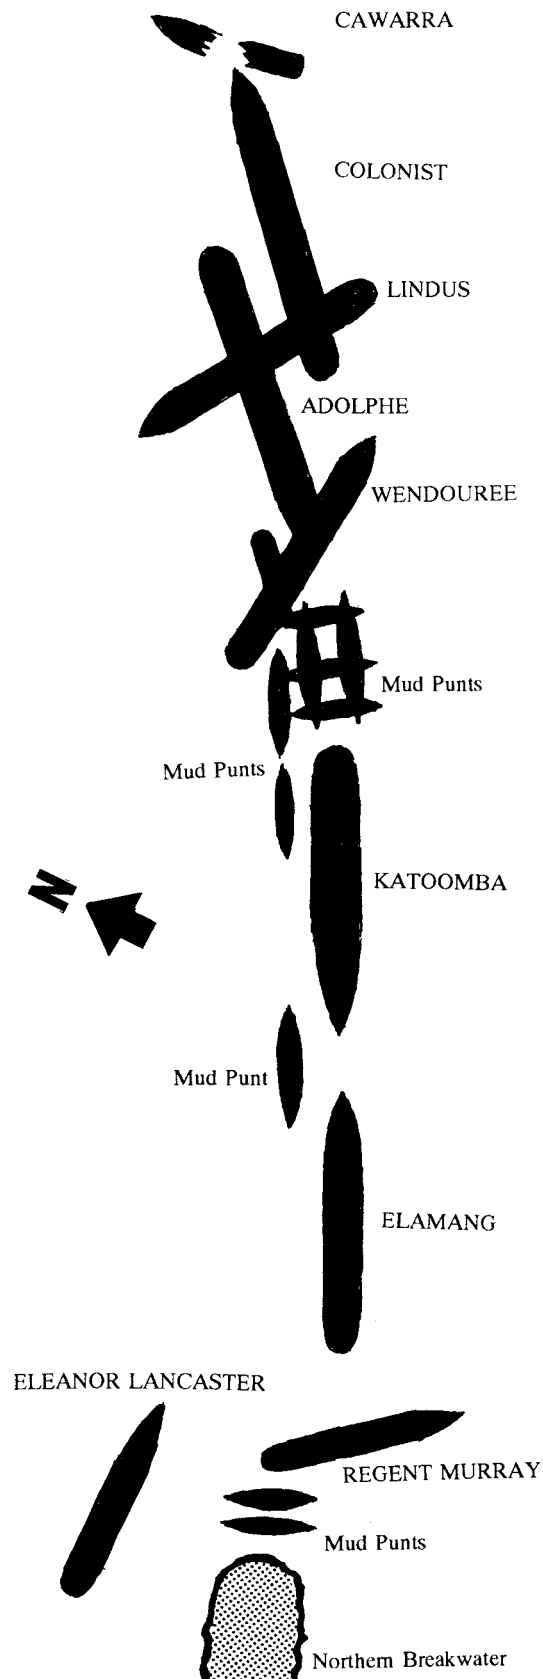 CAWARRA
COLONIST
LINDUS
ADOLPHE
WENDOUREE
Mud Punts
Mud Punts
KATOOMBA
N
Mud Punt
ELAMANG
ELEANOR LANCASTER
REGENT MURRAY
Mud Punts
Northern Breakwater